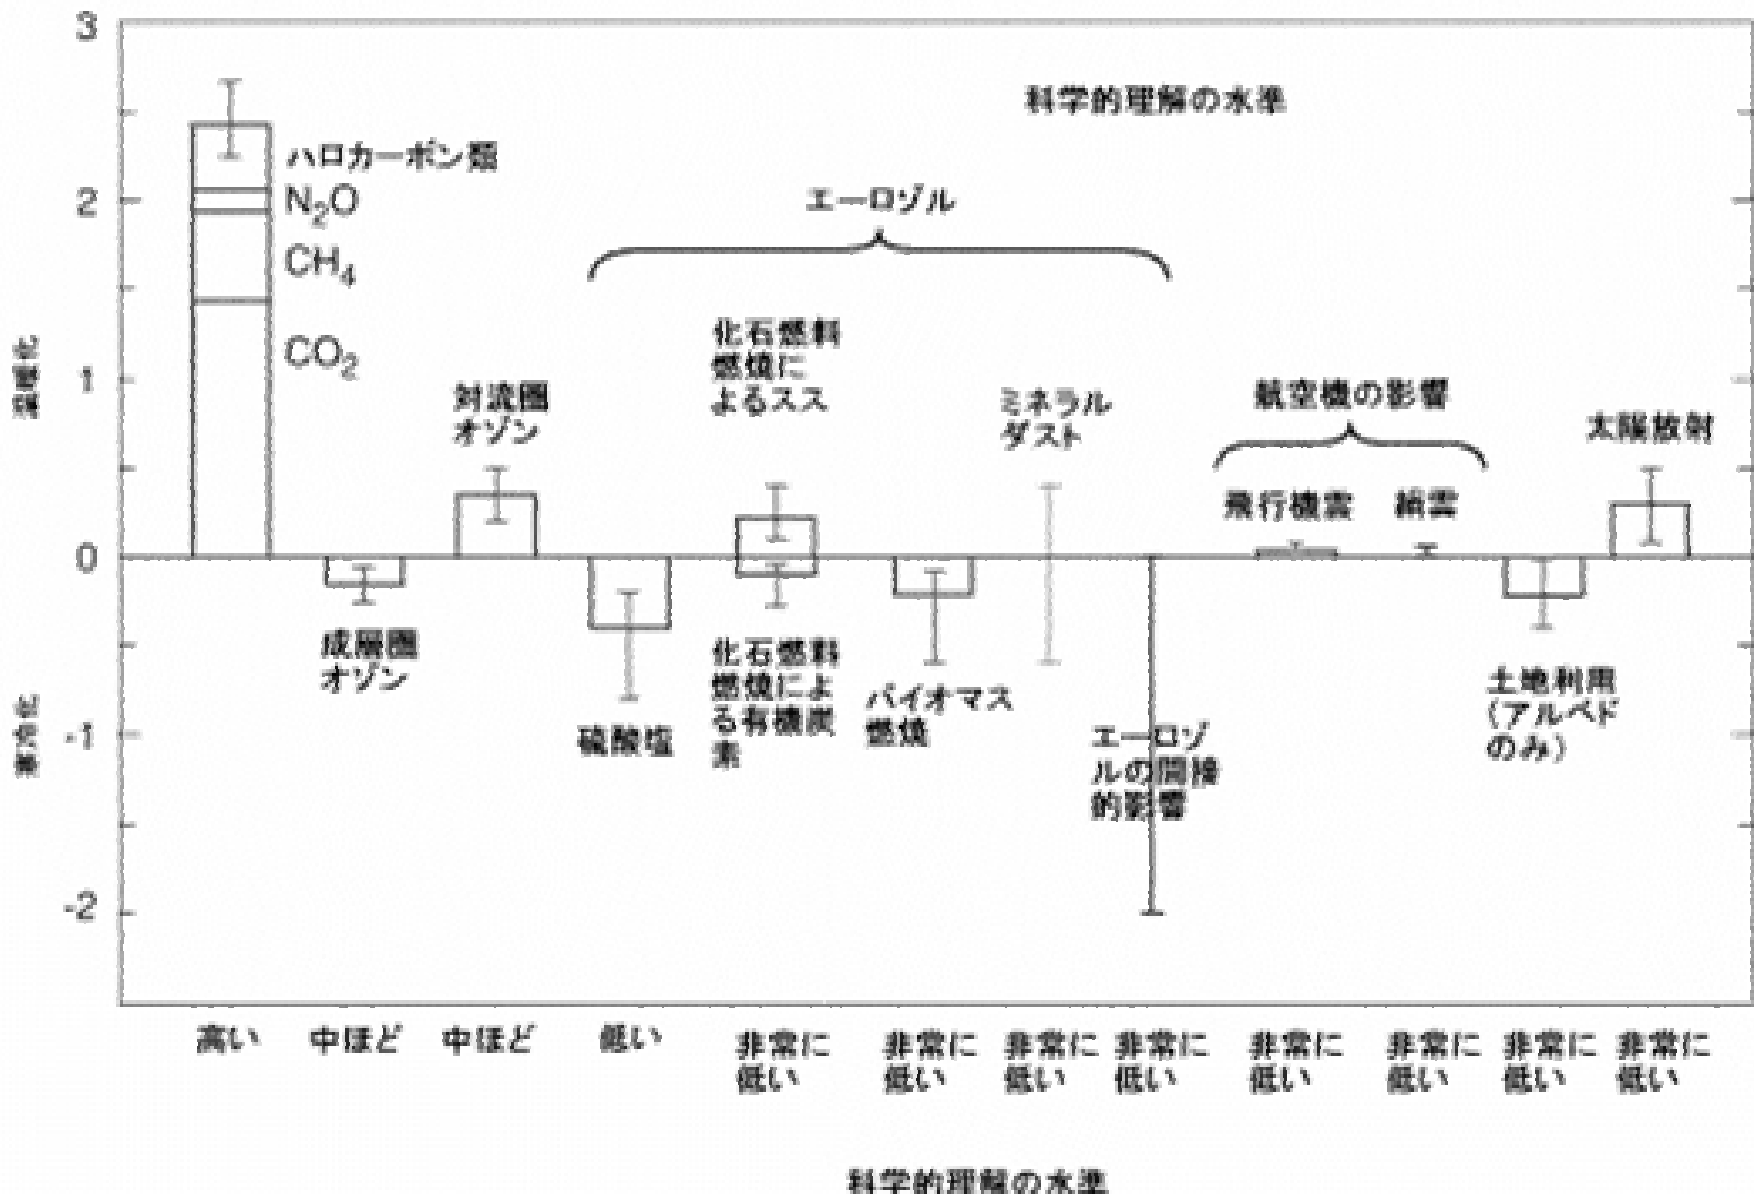 3
科学的理解の水準
ハロカーボン類
2
N₂O
エーロゾル
CH₄
化石燃料
燃焼に
よるスス
温暖化
CO₂
1
対流圏
オゾン
ミネラル
ダスト
航空機の影響
太陽放射
飛行機雲
絹雲
0
成層圏
オゾン
化石燃料
燃焼によ
る有機炭
素
バイオマス
燃焼
土地利用
(アルベド
のみ)
寒冷化
-1
硫酸塩
エーロゾ
ルの間接
的影響
-2
高い
中ほど
中ほど
低い
非常に
低い
非常に
低い
非常に
低い
非常に
低い
非常に
低い
非常に
低い
非常に
低い
非常に
低い
科学的理解の水準